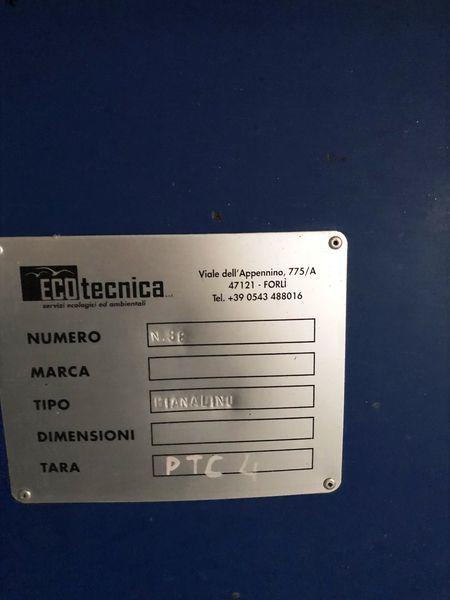 ECOtecnica s.r.l.
servizi ecologici ed ambientali
Viale dell'Appennino, 775/A
47121 - FORLÌ
Tel. +39 0543 488016
NUMERO
MARCA
TIPO PIANALINO
DIMENSIONI
TARA PTC 4